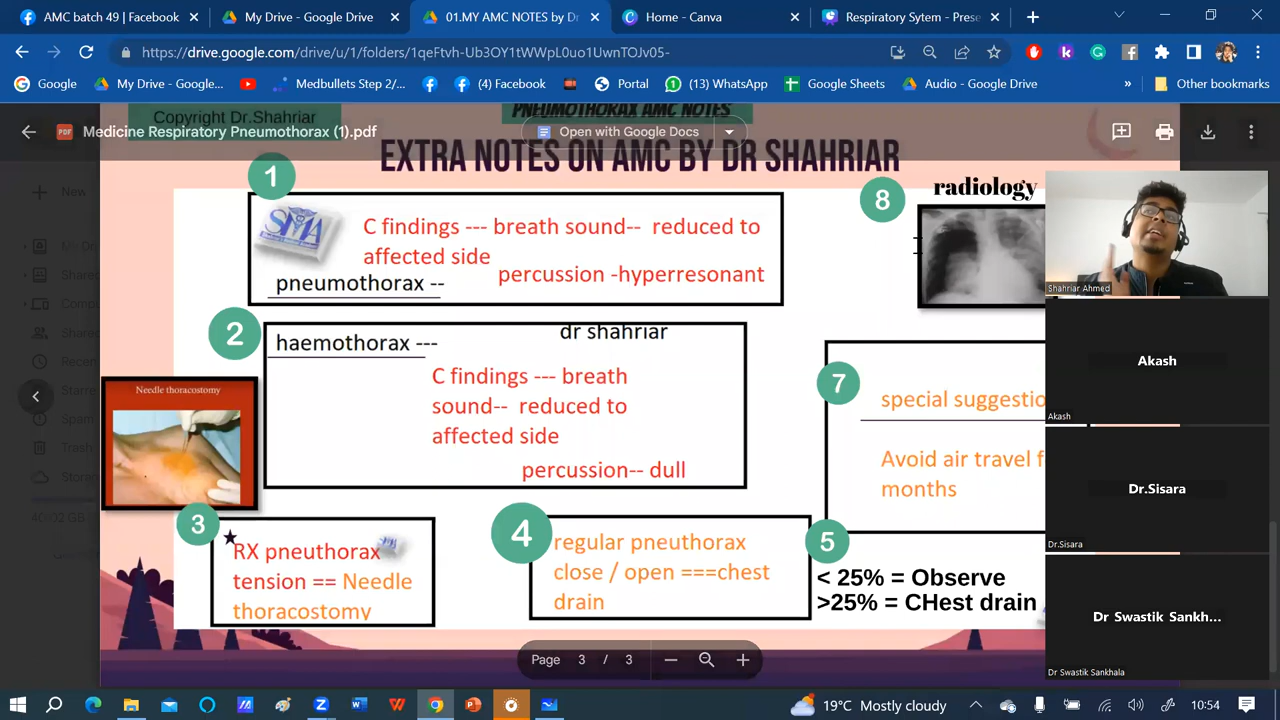 AMC batch 49 | Facebook
My Drive - Google Drive
01.MY AMC NOTES by Dr
Home - Canva
Respiratory Sytem - Prese
https://drive.google.com/drive/u/1/folders/1qeFtvh-Ub3OY1tWWpL0uo1UwnTOJv05-
Google
My Drive - Google...
Medbullets Step 2/...
(4) Facebook
Portal
(13) WhatsApp
Google Sheets
Audio - Google Dri...
»
Other bookmarks
Copyright Dr.Shahriar
PNEUMOTHORAX AMC NOTES
PDF
Medicine Respiratory Pneumothorax (1).pdf
Open with Google Docs
EXTRA NOTES ON AMC BY DR SHAHRIAR
New
1
SMA
C findings --- breath sound-- reduced to
affected side
percussion -hyperresonant
pneumothorax --
2
haemothorax ---
dr shahriar
C findings --- breath
sound-- reduced to
affected side
percussion-- dull
Needle thoracostomy
3
RX pneuthorax
tension == Needle
thoracostomy
4
regular pneuthorax
close / open ===chest
drain
5
< 25% = Observe
>25% = CHest drain
7
special suggestio
Avoid air travel f
months
8
radiology
Shahriar Ahmed
Akash
Akash
Dr.Sisara
Dr.Sisara
Dr Swastik Sankh...
Dr Swastik Sankhala
Spam
Trash
Page 3 / 3
19°C Mostly cloudy
10:54